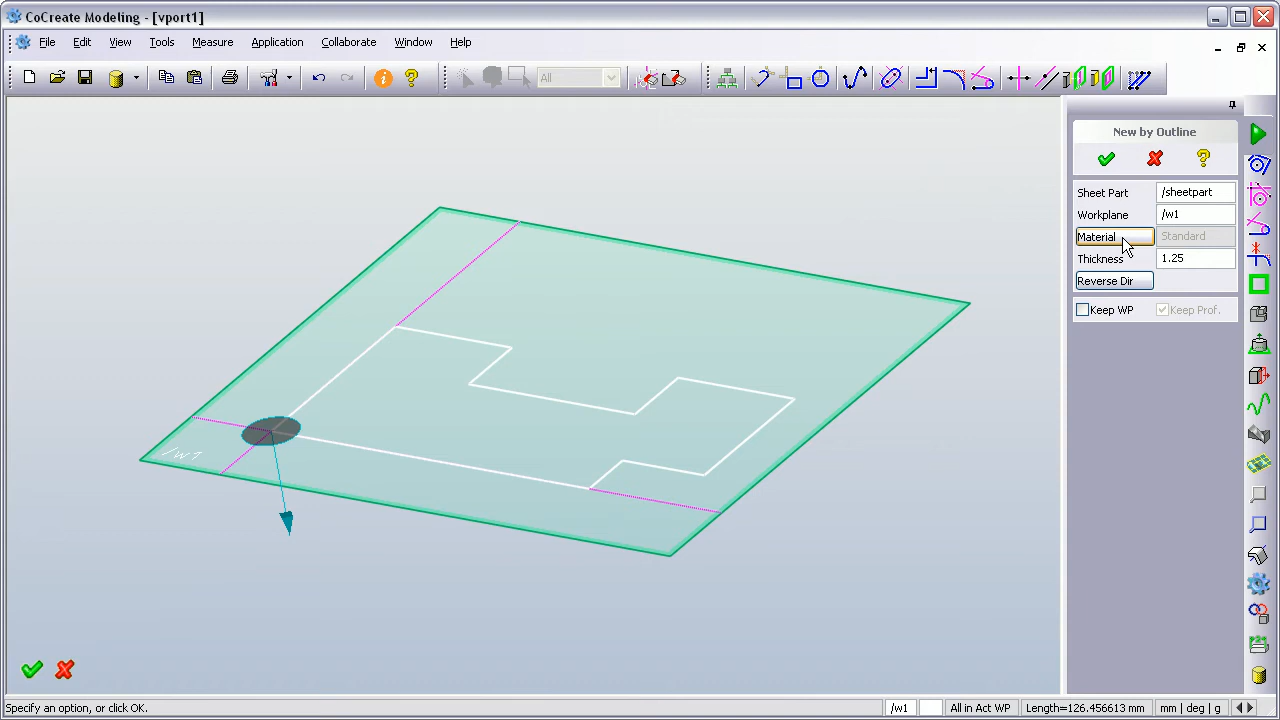 CoCreate Modeling - [vport1]
File Edit View Tools Measure Application Collaborate Window Help
All
New by Outline
Sheet Part /sheetpart
Workplane /w1
Material Standard
Thickness 1.25
Reverse Dir
Keep WP Keep Prof.
/w1
Specify an option, or click OK. /w1 All in Act WP Length=126.456613 mm mm | deg | g